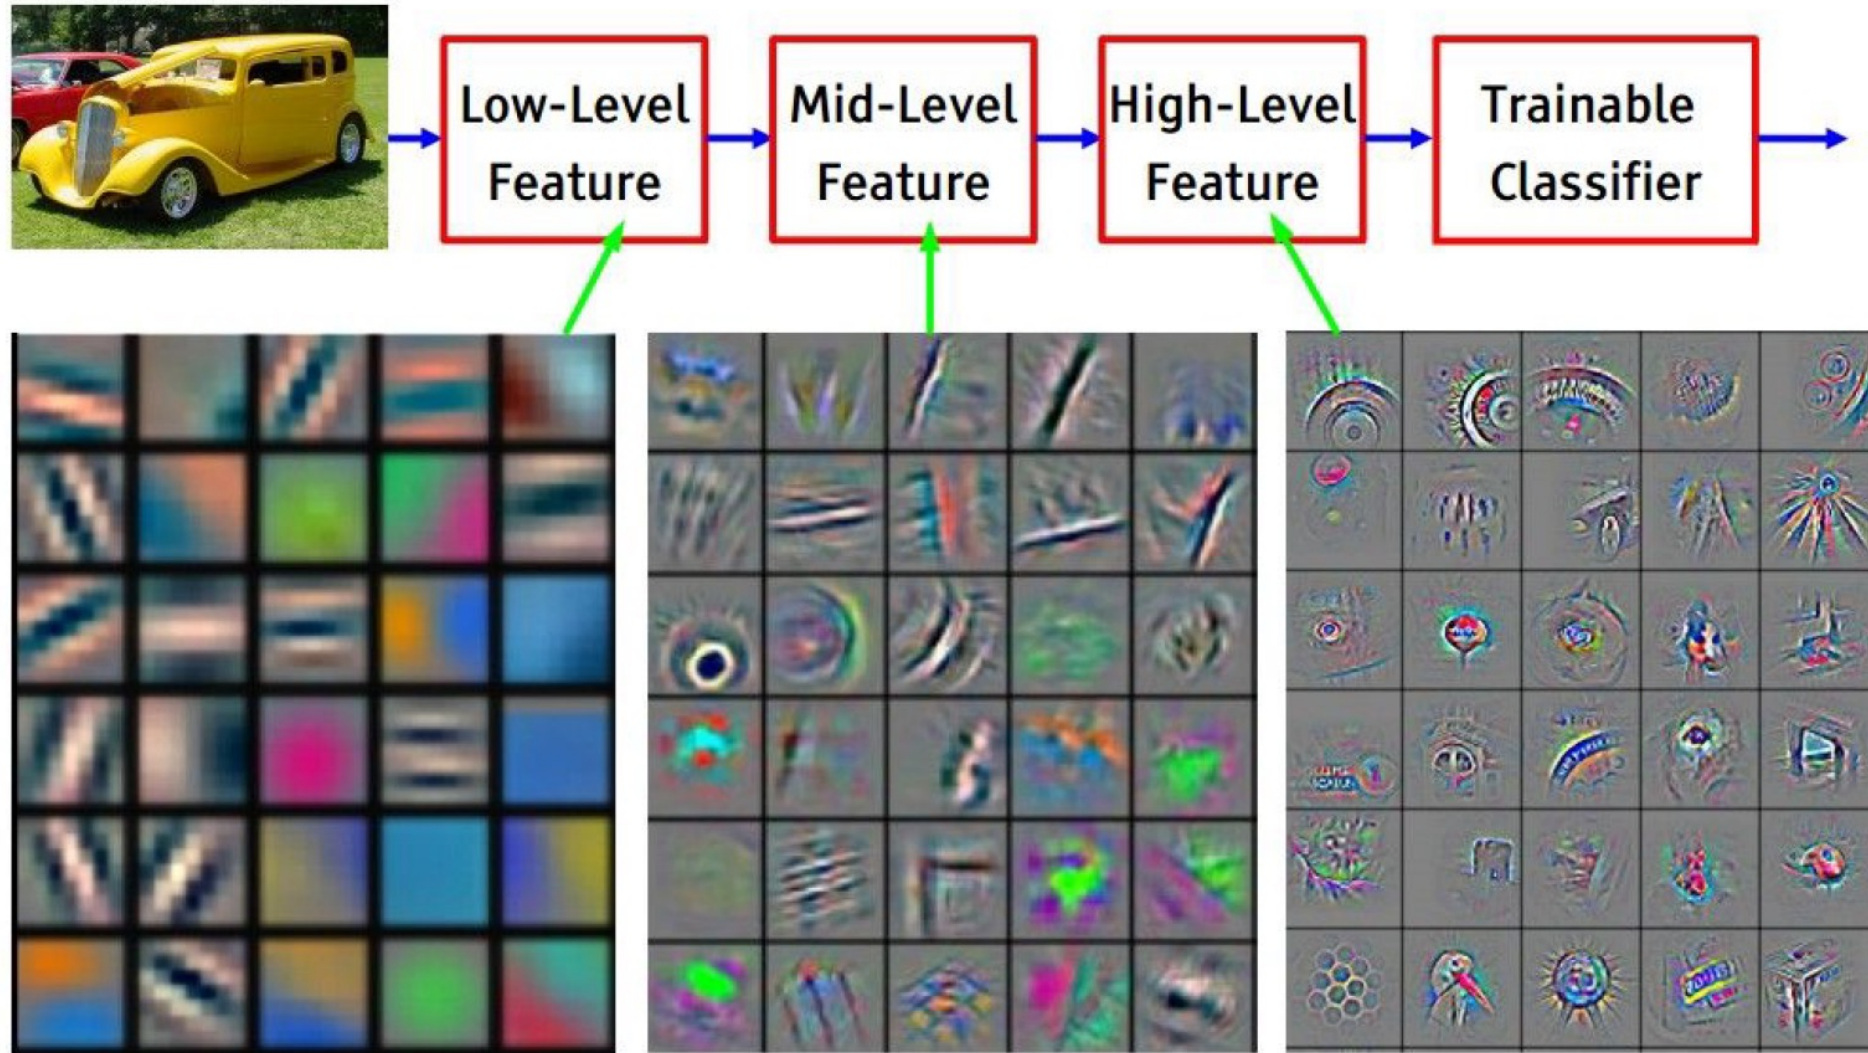 Low-Level
Feature
Mid-Level
Feature
High-Level
Feature
Trainable
Classifier